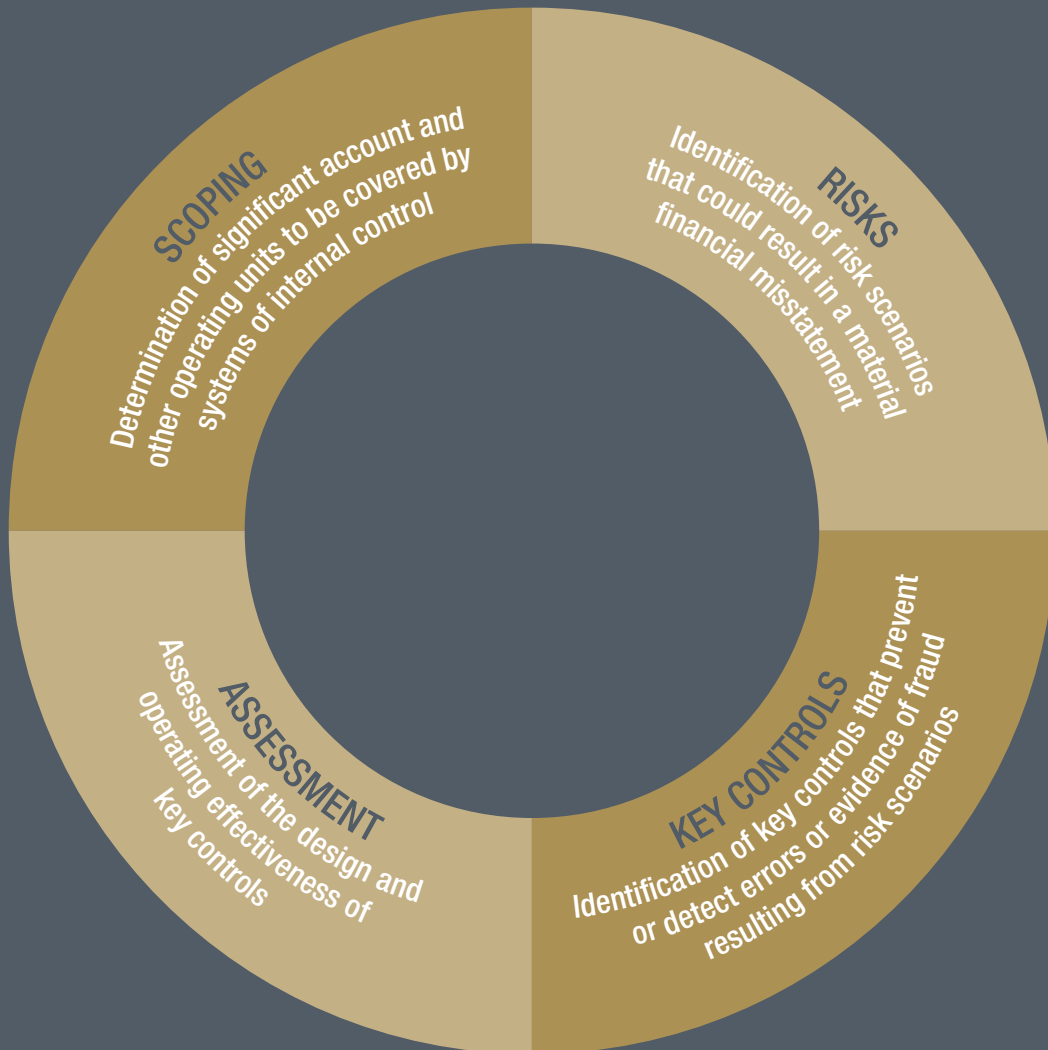 SCOPING
Determination of significant account and
other operating units to be covered by
systems of internal control
RISKS
Identification of risk scenarios
that could result in a material
financial misstatement
KEY CONTROLS
Identification of key controls that prevent
or detect errors or evidence of fraud
resulting from risk scenarios
ASSESSMENT
Assessment of the design and
operating effectiveness of
key controls